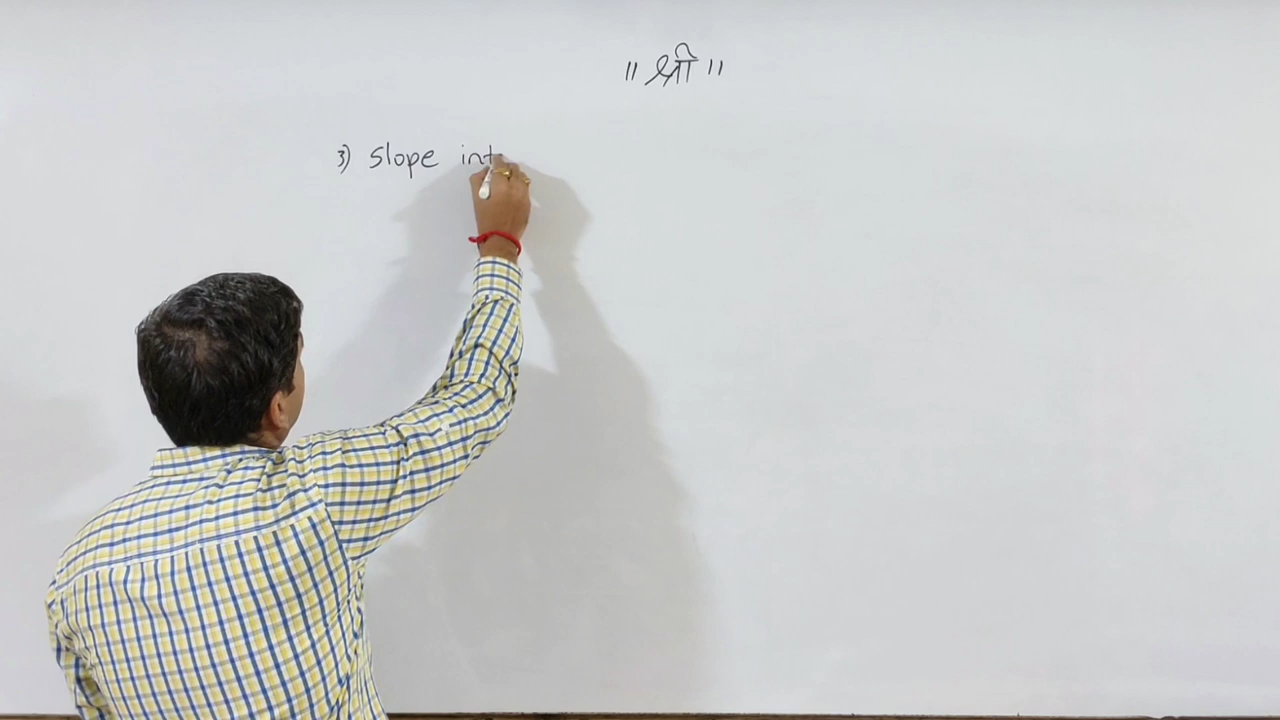 ॥ श्री ॥
3) slope int